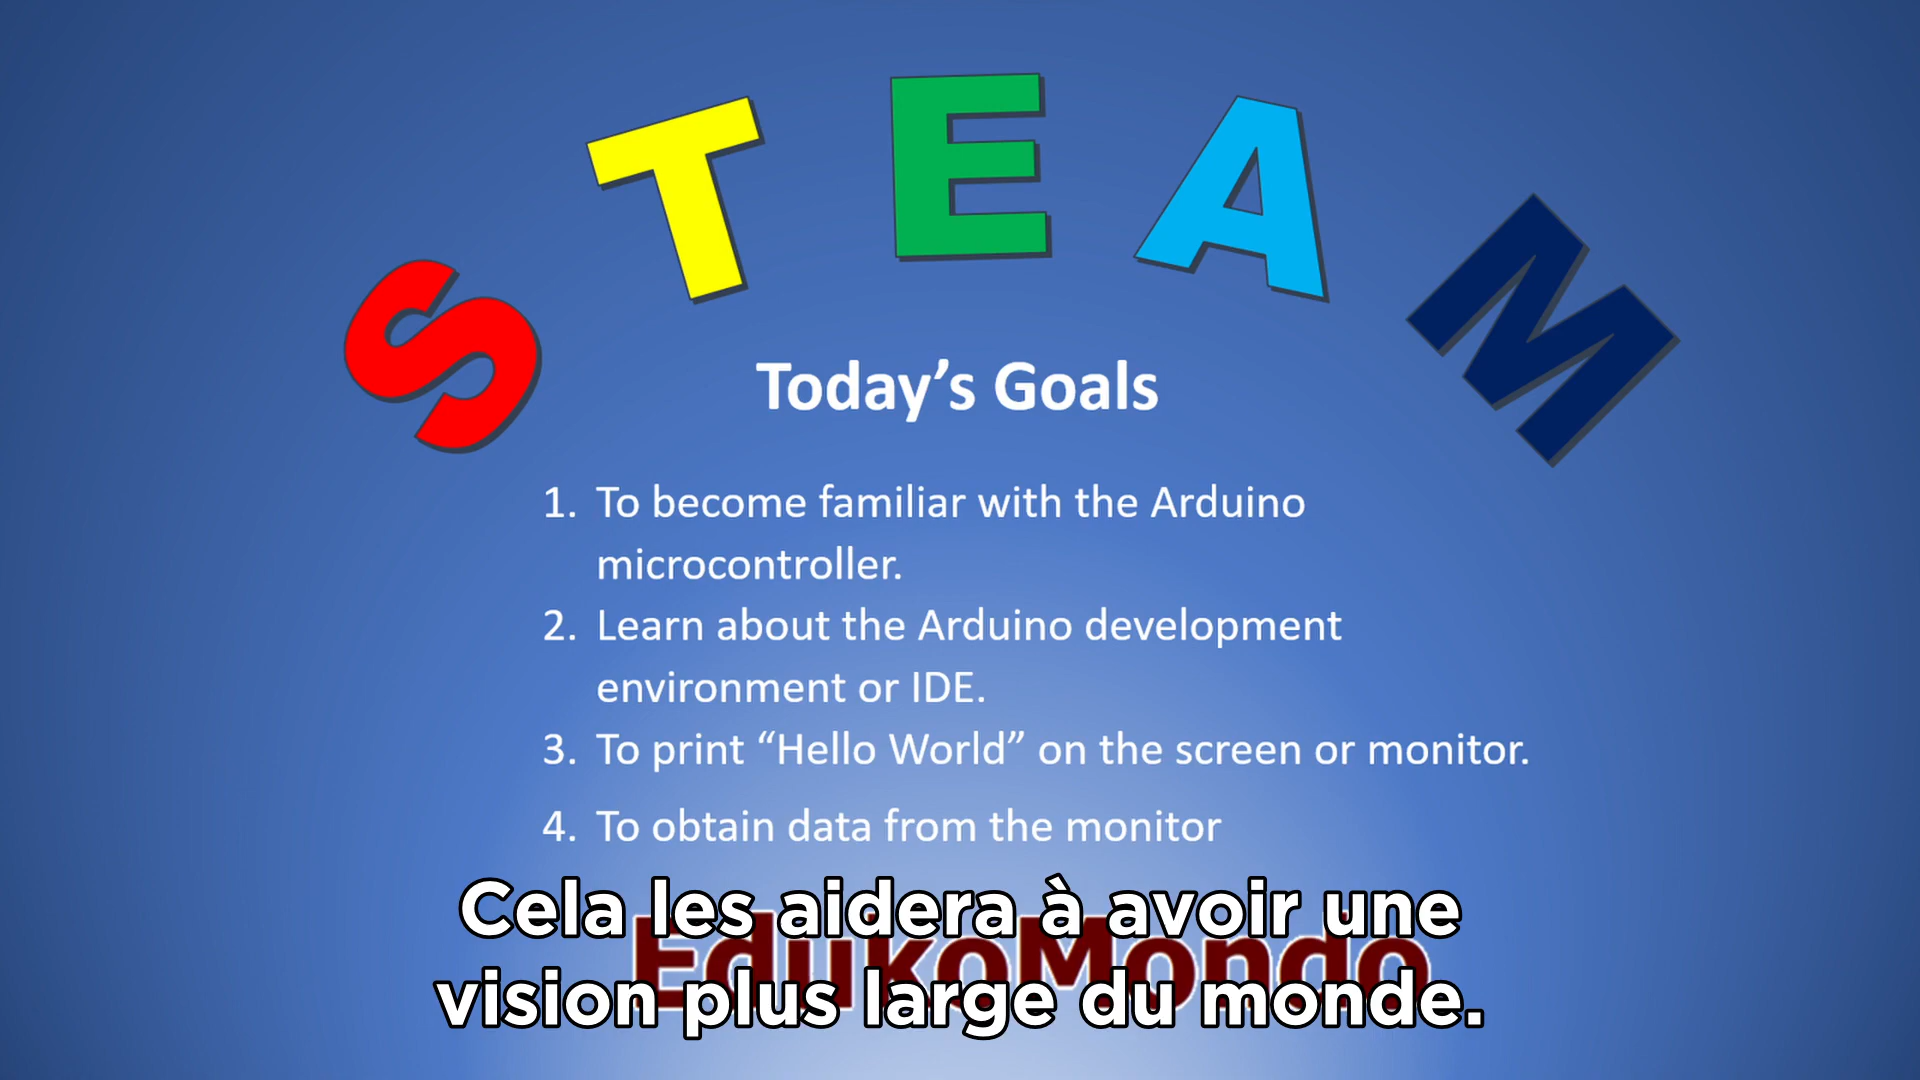 STEAM
Today’s Goals
1. To become familiar with the Arduino
microcontroller.
2. Learn about the Arduino development
environment or IDE.
3. To print “Hello World” on the screen or monitor.
4. To obtain data from the monitor
EdukoMondo
Cela les aidera à avoir une
vision plus large du monde.